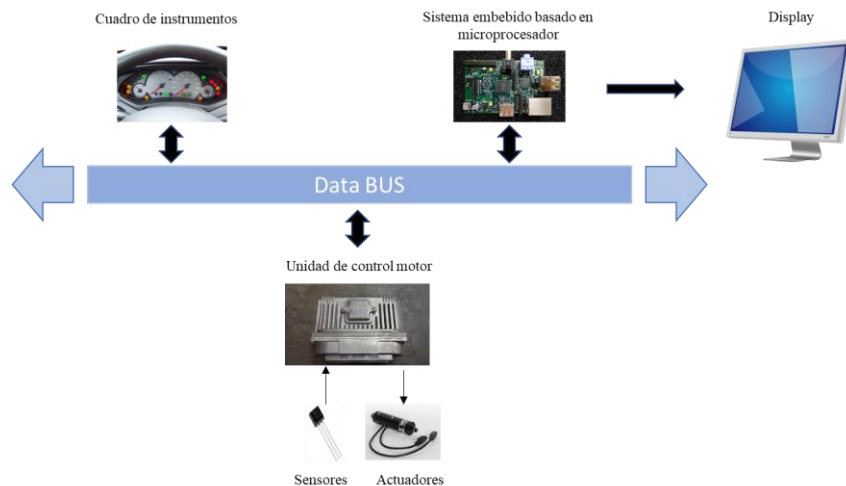 Cuadro de instrumentos
Sistema embebido basado en
microprocesador
Display
Data BUS
Unidad de control motor
Sensores
Actuadores